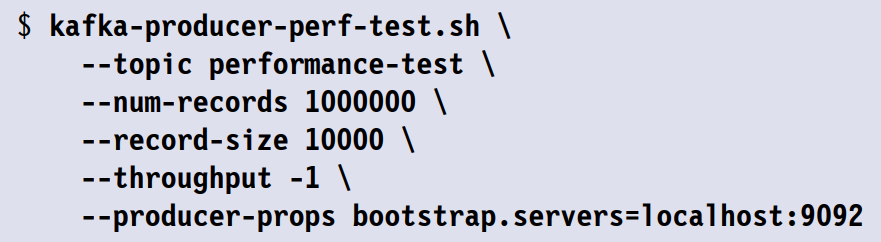 $ kafka-producer-perf-test.sh \
--topic performance-test \
--num-records 1000000 \
--record-size 10000 \
--throughput -1 \
--producer-props bootstrap.servers=localhost:9092